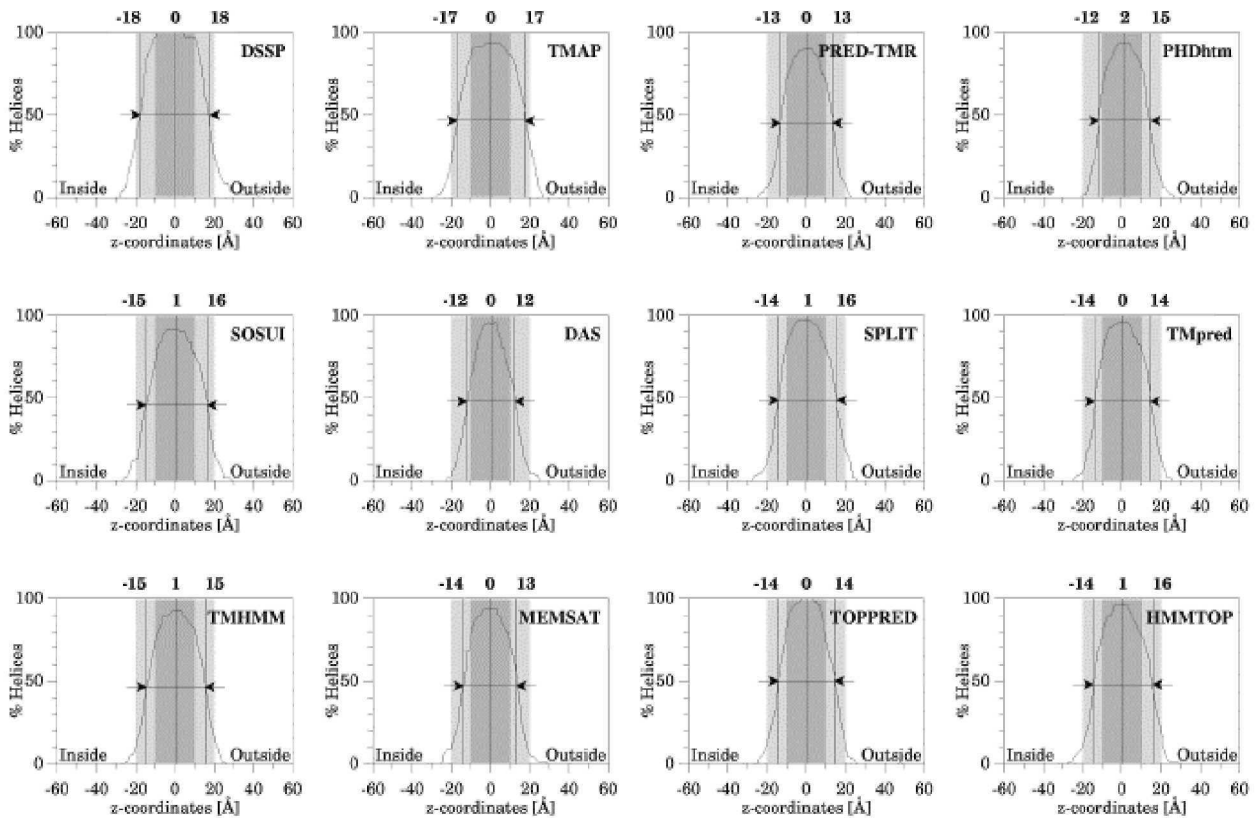 -18 0 18
-17 0 17
-13 0 13
-12 2 15
100
DSSP
50
0
% Helices
Inside
Outside
-60 -40 -20 0 20 40 60
z-coordinates [Å]
100
TMAP
50
0
% Helices
Inside
Outside
-60 -40 -20 0 20 40 60
z-coordinates [Å]
100
PRED-TMR
50
0
% Helices
Inside
Outside
-60 -40 -20 0 20 40 60
z-coordinates [Å]
100
PHDhtm
50
0
% Helices
Inside
Outside
-60 -40 -20 0 20 40 60
z-coordinates [Å]
-15 1 16
-12 0 12
-14 1 16
-14 0 14
100
SOSUI
50
0
% Helices
Inside
Outside
-60 -40 -20 0 20 40 60
z-coordinates [Å]
100
DAS
50
0
% Helices
Inside
Outside
-60 -40 -20 0 20 40 60
z-coordinates [Å]
100
SPLIT
50
0
% Helices
Inside
Outside
-60 -40 -20 0 20 40 60
z-coordinates [Å]
100
TMpred
50
0
% Helices
Inside
Outside
-60 -40 -20 0 20 40 60
z-coordinates [Å]
-15 1 15
-14 0 13
-14 0 14
-14 1 16
100
TMHMM
50
0
% Helices
Inside
Outside
-60 -40 -20 0 20 40 60
z-coordinates [Å]
100
MEMSAT
50
0
% Helices
Inside
Outside
-60 -40 -20 0 20 40 60
z-coordinates [Å]
100
TOPPRED
50
0
% Helices
Inside
Outside
-60 -40 -20 0 20 40 60
z-coordinates [Å]
100
HMMTOP
50
0
% Helices
Inside
Outside
-60 -40 -20 0 20 40 60
z-coordinates [Å]